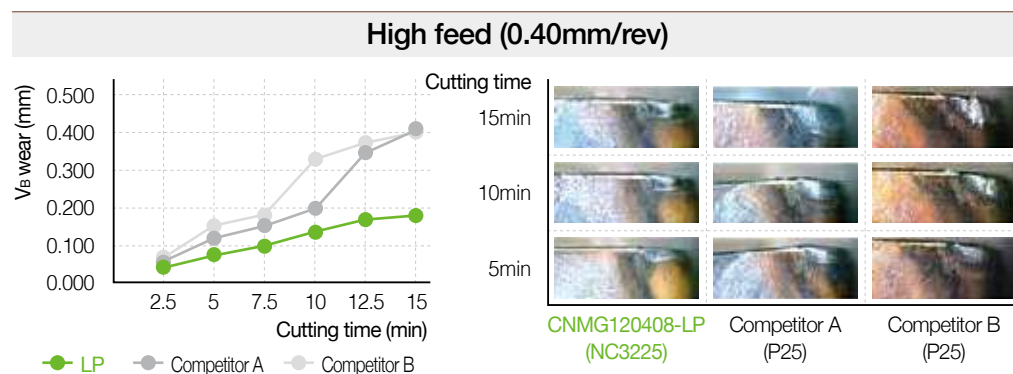 High feed (0.40mm/rev)
VB wear (mm)
0.500
0.400
0.300
0.200
0.100
0.000
2.5 5 7.5 10 12.5 15
Cutting time (min)
LP Competitor A Competitor B
Cutting time
15min
10min
5min
CNMG120408-LP
(NC3225)
Competitor A
(P25)
Competitor B
(P25)